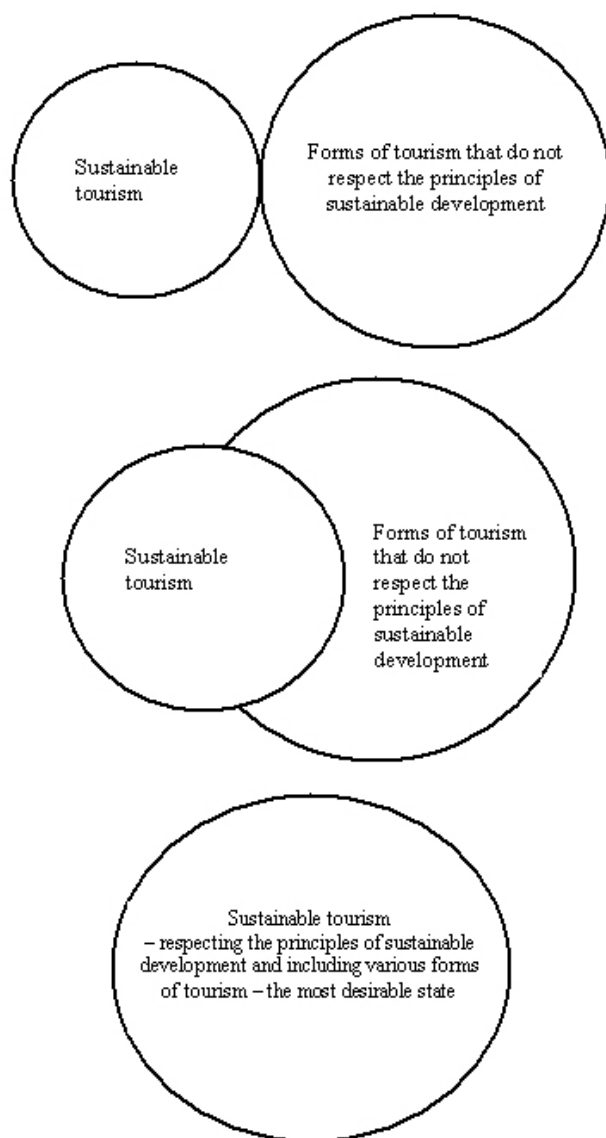 Sustainable
tourism
Forms of tourism that do not
respect the principles of
sustainable development
Sustainable
tourism
Forms of tourism
that do not
respect the
principles of
sustainable
development
Sustainable tourism
– respecting the principles of sustainable
development and including various forms
of tourism – the most desirable state